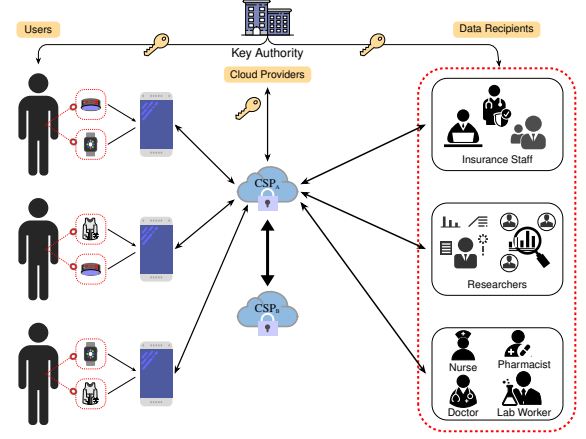 Users
Key Authority
Data Recipients
Cloud Providers
CSPA
Insurance Staff
CSPB
Researchers
Nurse
Pharmacist
Doctor
Lab Worker